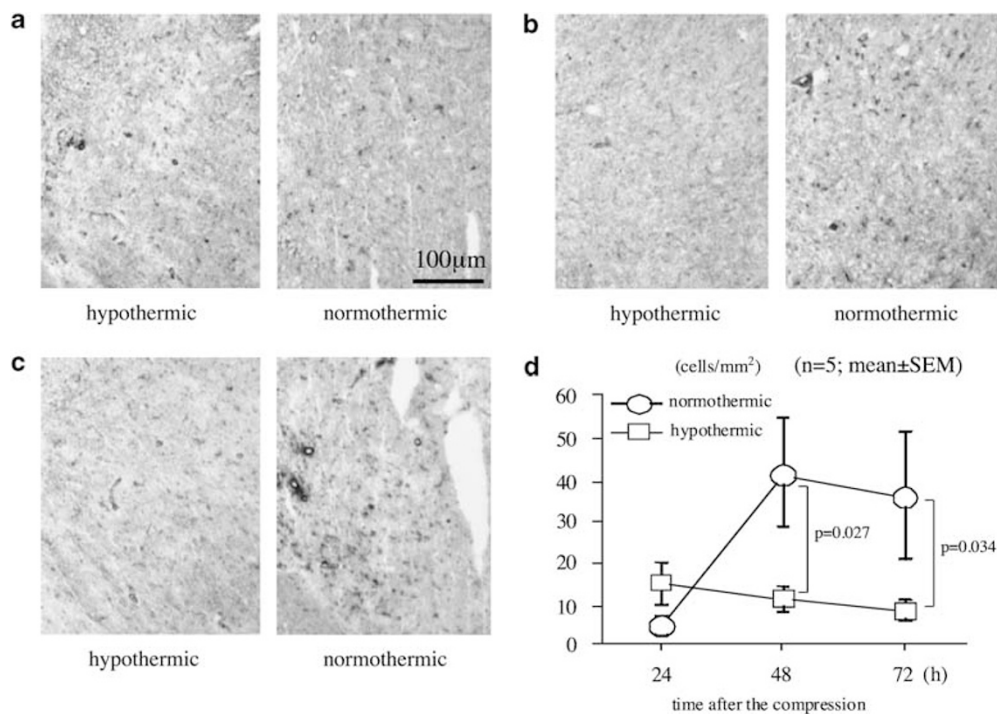 a
b
100μm
hypothermic
normothermic
hypothermic
normothermic
c
d
(cells/mm²)
(n=5; mean±SEM)
60
normothermic
50
hypothermic
40
30
p=0.027
20
p=0.034
10
0
24
48
72
(h)
hypothermic
normothermic
time after the compression